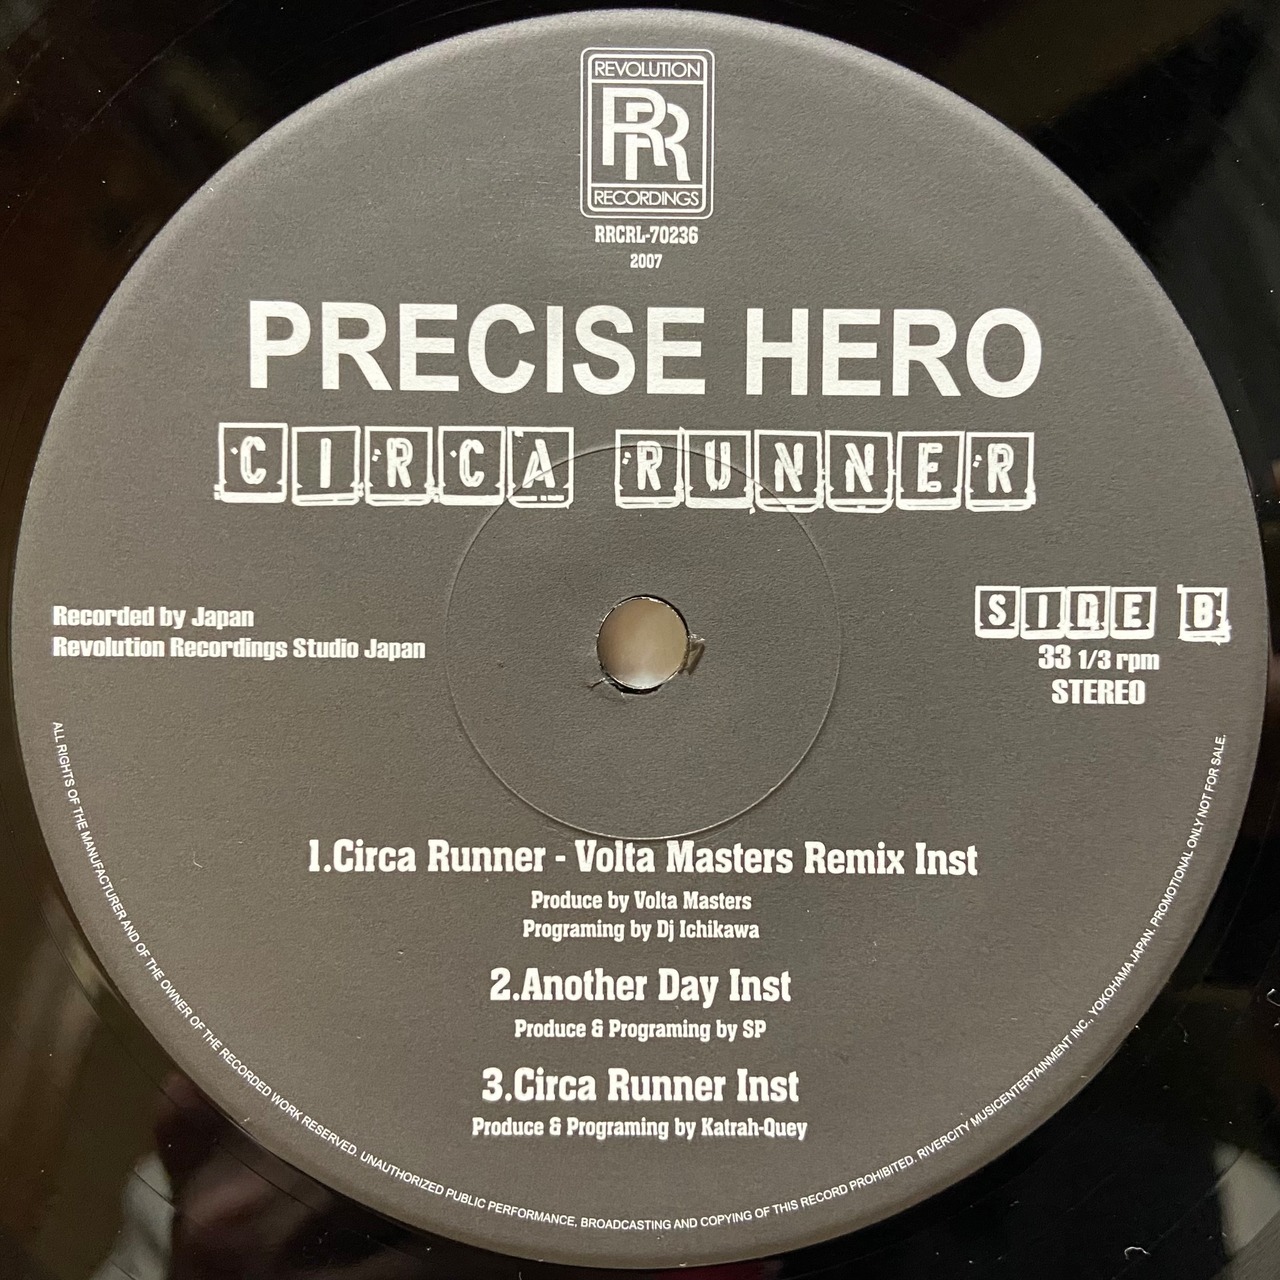 REVOLUTION
RR
RECORDINGS
RRCRL-70236
2007
PRECISE HERO
CIRCA RUNNER
Recorded by Japan
Revolution Recordings Studio Japan
SIDE B
33 1/3 rpm
STEREO
1.Circa Runner - Volta Masters Remix Inst
Produce by Volta Masters
Programing by Dj Ichikawa
2.Another Day Inst
Produce & Programing by SP
3.Circa Runner Inst
Produce & Programing by Katrah-Quey
ALL RIGHTS OF THE MANUFACTURER AND OF THE OWNER OF THE RECORDED WORK RESERVED. UNAUTHORIZED PUBLIC PERFORMANCE, BROADCASTING AND COPYING OF THIS RECORD PROHIBITED. RIVERCITY MUSICENTERTAINMENT INC., YOKOHAMA JAPAN. PROMOTIONAL ONLY NOT FOR SALE.